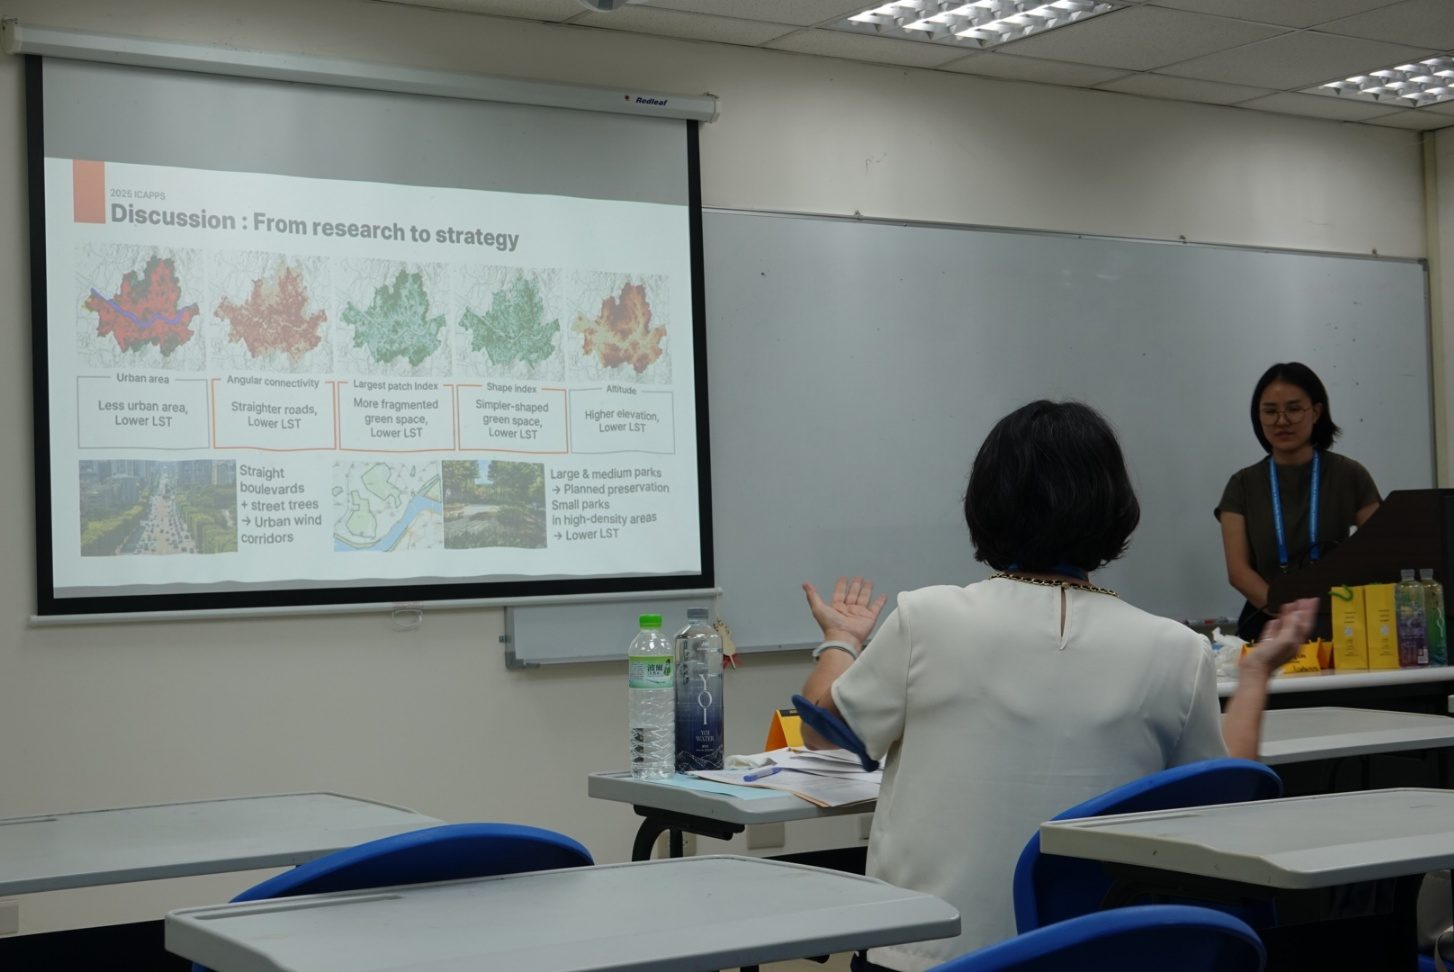 Redleaf
2025 ICAPPS
Discussion : From research to strategy
Urban area
Less urban area,
Lower LST
Angular connectivity
Straighter roads,
Lower LST
Largest patch Index
More fragmented
green space,
Lower LST
Shape index
Simpler-shaped
green space,
Lower LST
Altitude
Higher elevation,
Lower LST
Straight
boulevards
+ street trees
→ Urban wind
corridors
Large & medium parks
→ Planned preservation
Small parks
in high-density areas
→ Lower LST
YOI
YOI
WATER